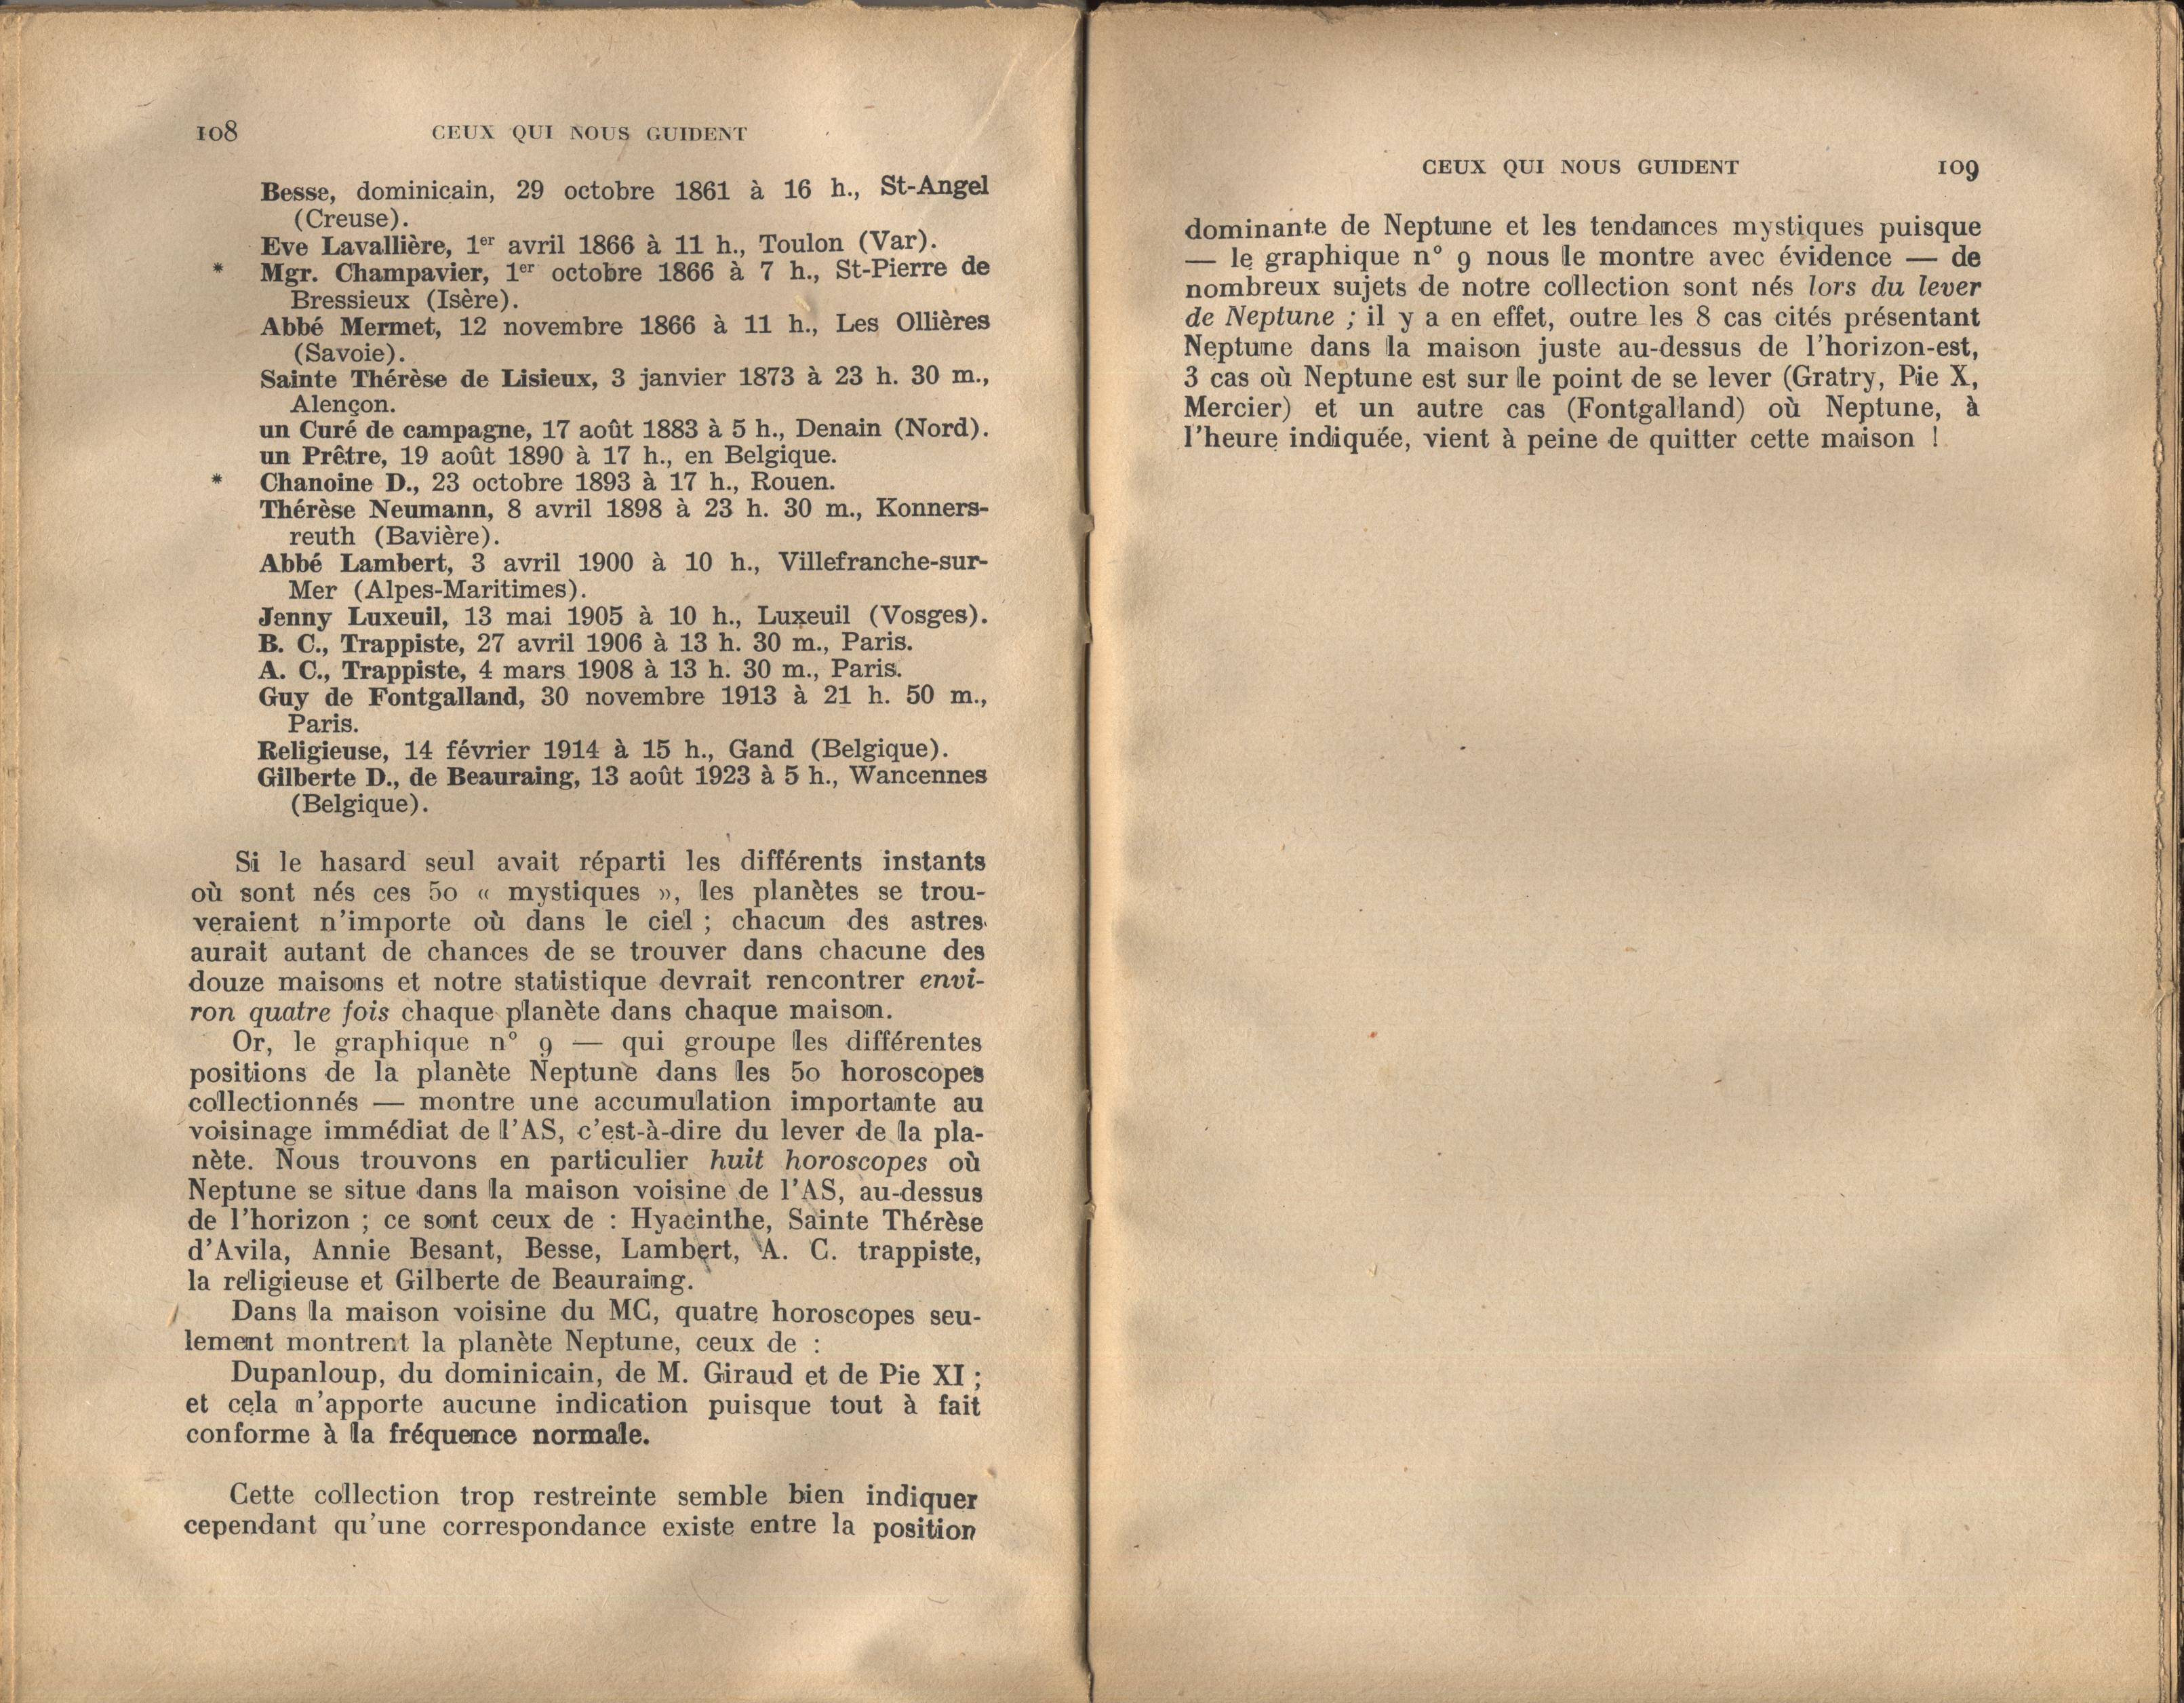 108
CEUX QUI NOUS GUIDENT
Besse, dominicain, 29 octobre 1861 à 16 h., St-Angel
(Creuse).
Eve Lavallière, 1er avril 1866 à 11 h., Toulon (Var).
* Mgr. Champavier, 1er octobre 1866 à 7 h., St-Pierre de
Bressieux (Isère).
Abbé Mermet, 12 novembre 1866 à 11 h., Les Ollières
(Savoie).
Sainte Thérèse de Lisieux, 3 janvier 1873 à 23 h. 30 m.,
Alençon.
un Curé de campagne, 17 août 1883 à 5 h., Denain (Nord).
un Prêtre, 19 août 1890 à 17 h., en Belgique.
* Chanoine D., 23 octobre 1893 à 17 h., Rouen.
Thérèse Neumann, 8 avril 1898 à 23 h. 30 m., Konners-
reuth (Bavière).
Abbé Lambert, 3 avril 1900 à 10 h., Villefranche-sur-
Mer (Alpes-Maritimes).
Jenny Luxeuil, 13 mai 1905 à 10 h., Luxeuil (Vosges).
B. C., Trappiste, 27 avril 1906 à 13 h. 30 m., Paris.
A. C., Trappiste, 4 mars 1908 à 13 h. 30 m., Paris.
Guy de Fontgalland, 30 novembre 1913 à 21 h. 50 m.,
Paris.
Religieuse, 14 février 1914 à 15 h., Gand (Belgique).
Gilberte D., de Beauraing, 13 août 1923 à 5 h., Wancennes
(Belgique).
Si le hasard seul avait réparti les différents instants
où sont nés ces 50 « mystiques », les planètes se trou-
veraient n'importe où dans le ciel ; chacun des astres
aurait autant de chances de se trouver dans chacune des
douze maisons et notre statistique devrait rencontrer envi-
ron quatre fois chaque planète dans chaque maison.
Or, le graphique n° 9 — qui groupe les différentes
positions de la planète Neptune dans les 50 horoscopes
collectionnés — montre une accumulation importante au
voisinage immédiat de l'AS, c'est-à-dire du lever de la pla-
nète. Nous trouvons en particulier huit horoscopes où
Neptune se situe dans la maison voisine de l'AS, au-dessus
de l'horizon ; ce sont ceux de : Hyacinthe, Sainte Thérèse
d'Avila, Annie Besant, Besse, Lambert, A. C. trappiste,
la religieuse et Gilberte de Beauraing.
Dans la maison voisine du MC, quatre horoscopes seu-
lement montrent la planète Neptune, ceux de :
Dupanloup, du dominicain, de M. Giraud et de Pie XI ;
et cela n'apporte aucune indication puisque tout à fait
conforme à la fréquence normale.
Cette collection trop restreinte semble bien indiquer
cependant qu'une correspondance existe entre la position
CEUX QUI NOUS GUIDENT
109
dominante de Neptune et les tendances mystiques puisque
— le graphique n° 9 nous le montre avec évidence — de
nombreux sujets de notre collection sont nés lors du lever
de Neptune ; il y a en effet, outre les 8 cas cités présentant
Neptune dans la maison juste au-dessus de l'horizon-est,
3 cas où Neptune est sur le point de se lever (Gratry, Pie X,
Mercier) et un autre cas (Fontgalland) où Neptune, à
l'heure indiquée, vient à peine de quitter cette maison !